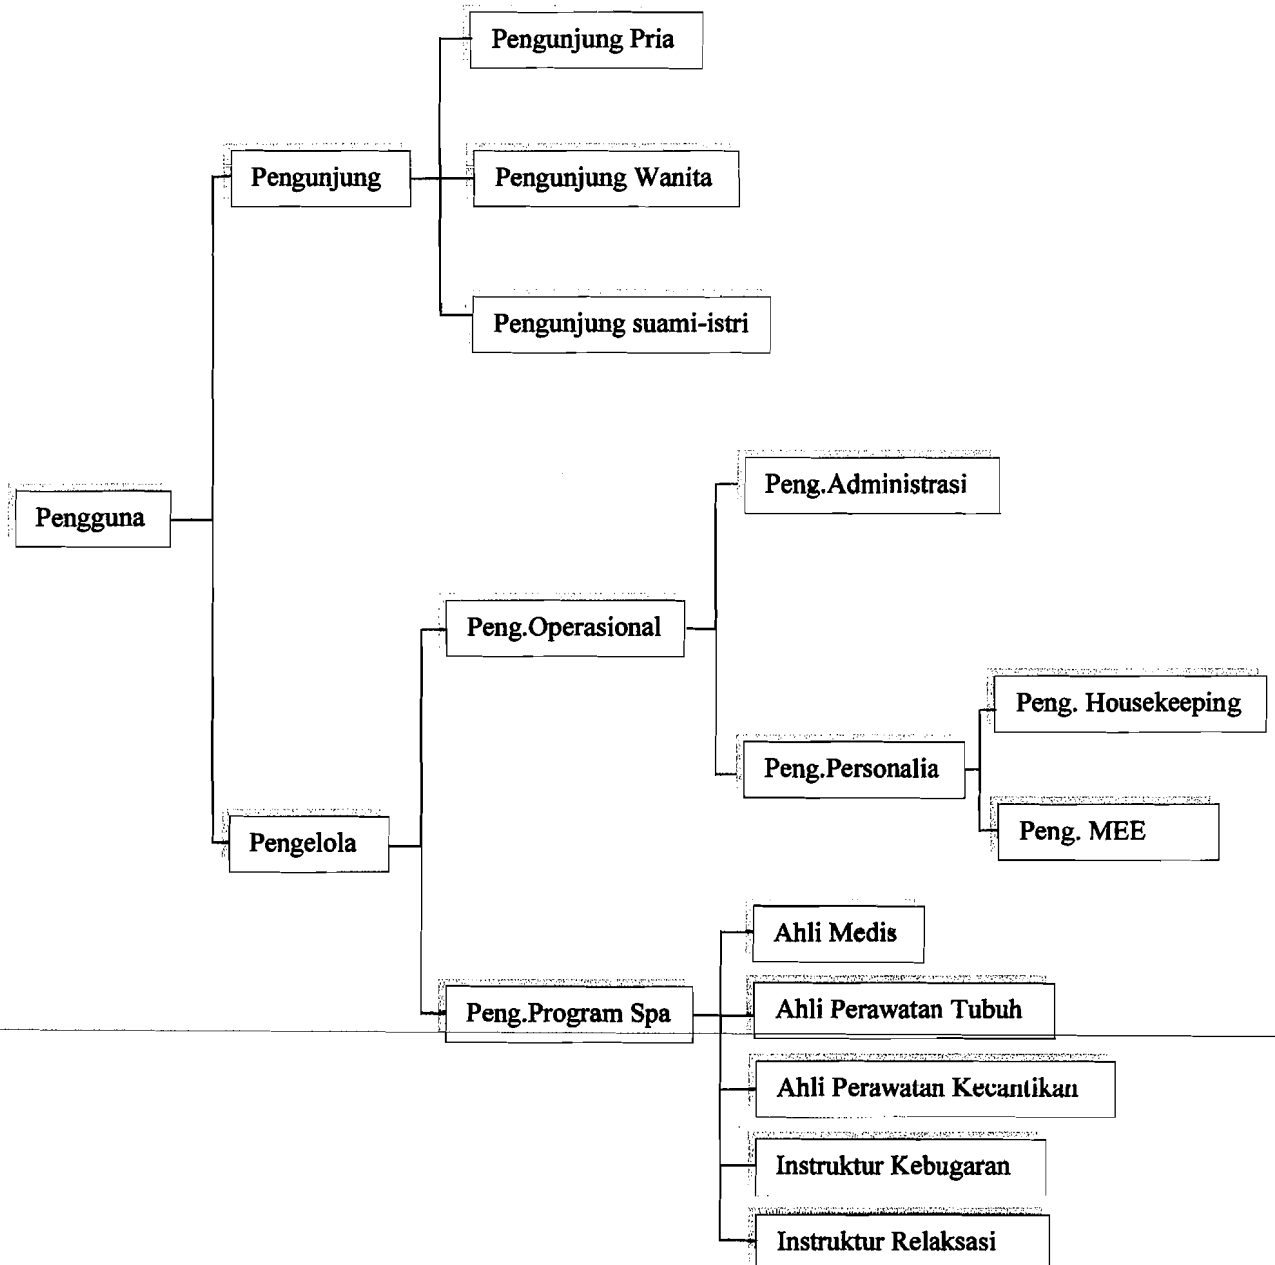 Pengunjung Pria
Pengunjung
Pengunjung Wanita
Pengunjung suami-istri
Peng.Administrasi
Pengguna
Peng.Operasional
Peng. Housekeeping
Peng.Personalia
Peng. MEE
Pengelola
Ahli Medis
Peng.Program Spa
Ahli Perawatan Tubuh
Ahli Perawatan Kecantikan
Instruktur Kebugaran
Instruktur Relaksasi